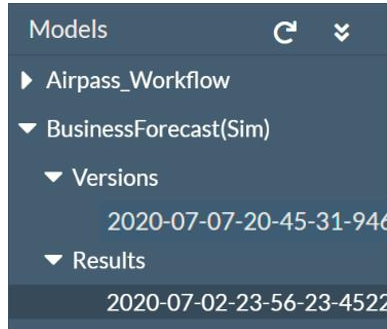 Models
Airpass_Workflow
BusinessForecast(Sim)
Versions
2020-07-07-20-45-31-946
Results
2020-07-02-23-56-23-4522